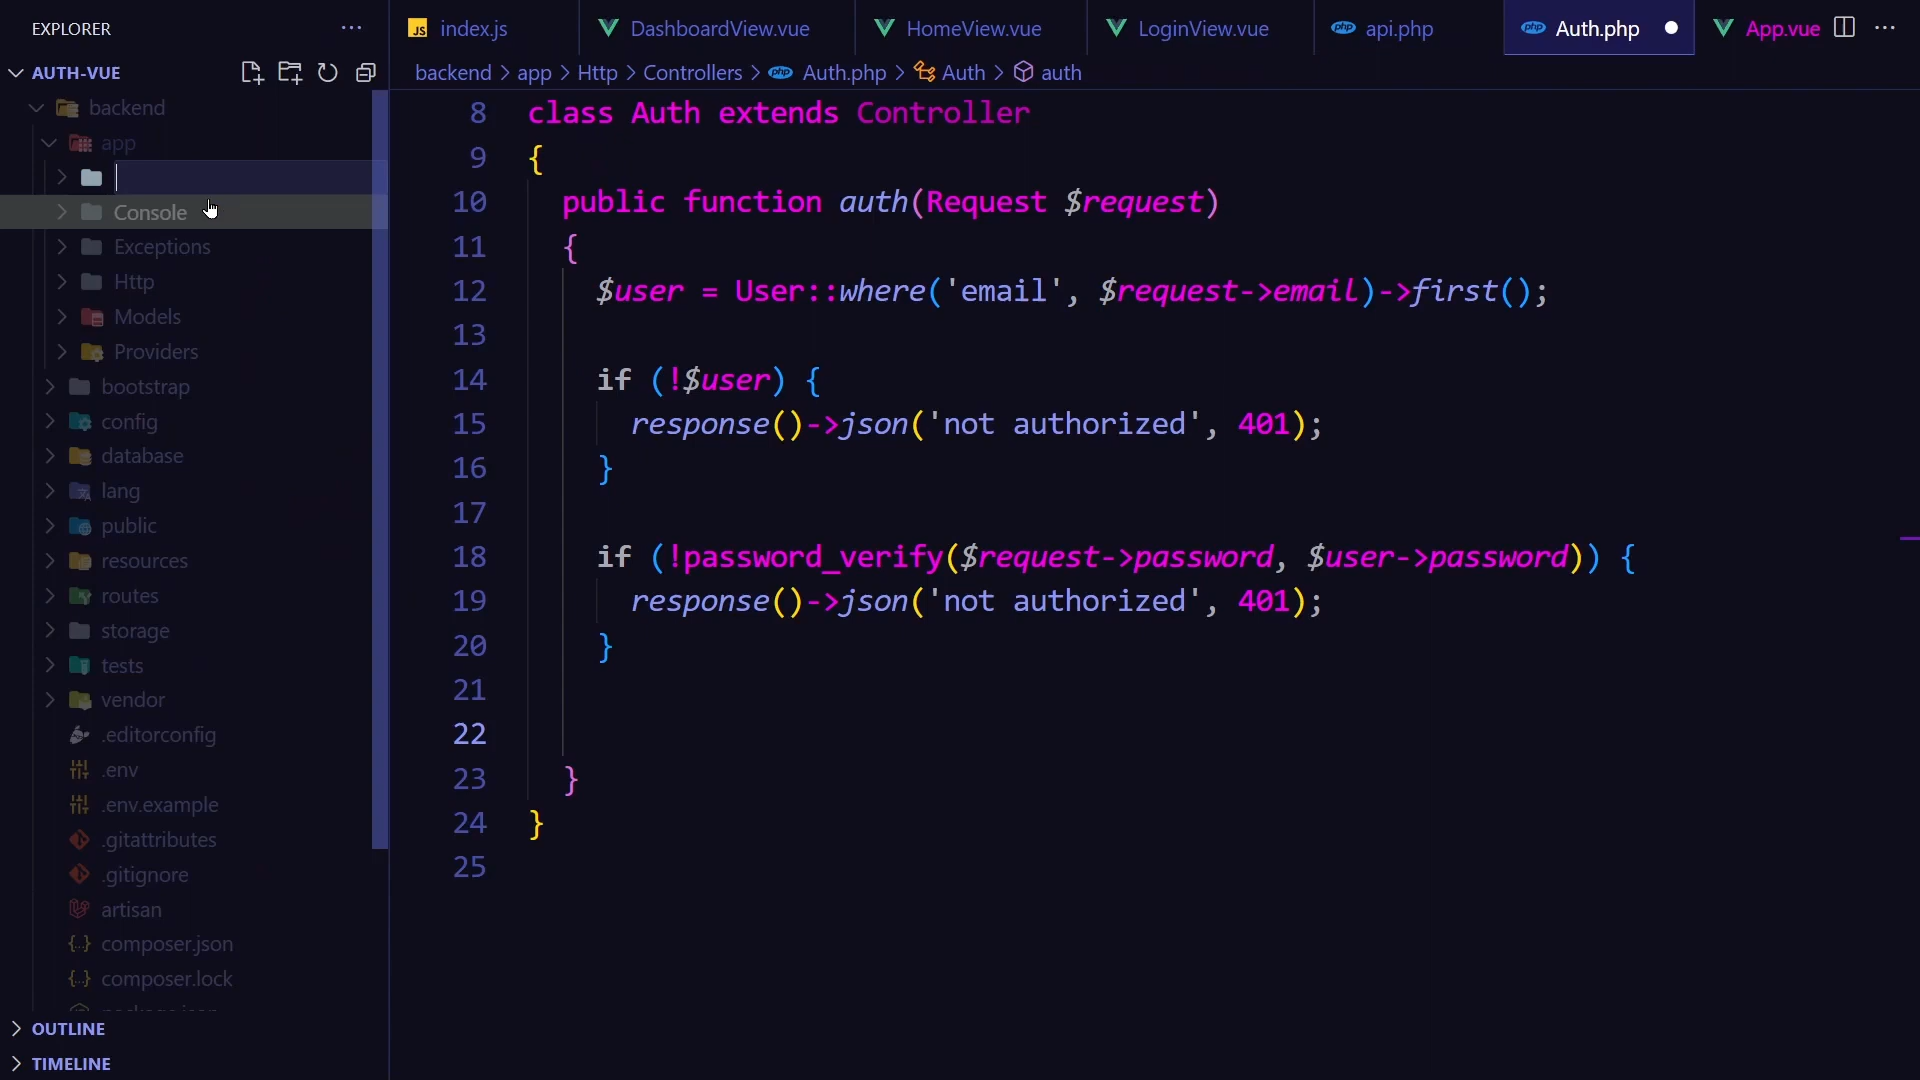 EXPLORER
AUTH-VUE
backend
app
Console
Exceptions
Http
Models
Providers
bootstrap
config
database
lang
public
resources
routes
storage
tests
vendor
.editorconfig
.env
.env.example
.gitattributes
.gitignore
artisan
composer.json
composer.lock
OUTLINE
TIMELINE
JS index.js
DashboardView.vue
HomeView.vue
LoginView.vue
php api.php
php Auth.php
App.vue
backend > app > Http > Controllers > php Auth.php > Auth > auth
8 class Auth extends Controller
9 {
10 public function auth(Request $request)
11 {
12 $user = User::where('email', $request->email)->first();
13
14 if (!$user) {
15 response()->json('not authorized', 401);
16 }
17
18 if (!password_verify($request->password, $user->password)) {
19 response()->json('not authorized', 401);
20 }
21
22
23 }
24 }
25